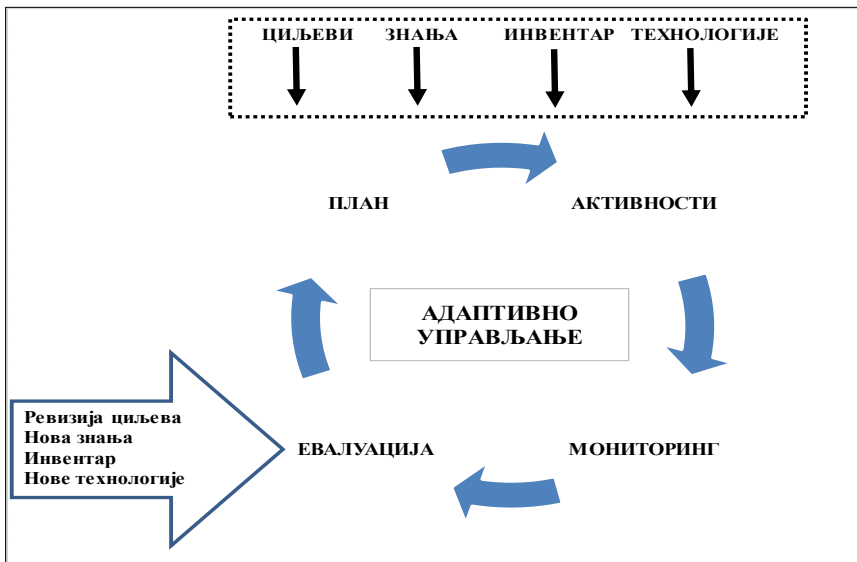 ЦИЉЕВИ ЗНАЊА ИНВЕНТАР ТЕХНОЛОГИЈЕ
ПЛАН АКТИВНОСТИ
АДАПТИВНО
УПРАВЉАЊЕ
Ревизија циљева
Нова знања
Инвентар
Нове технологије
ЕВАЛУАЦИЈА МОНИТОРИНГ